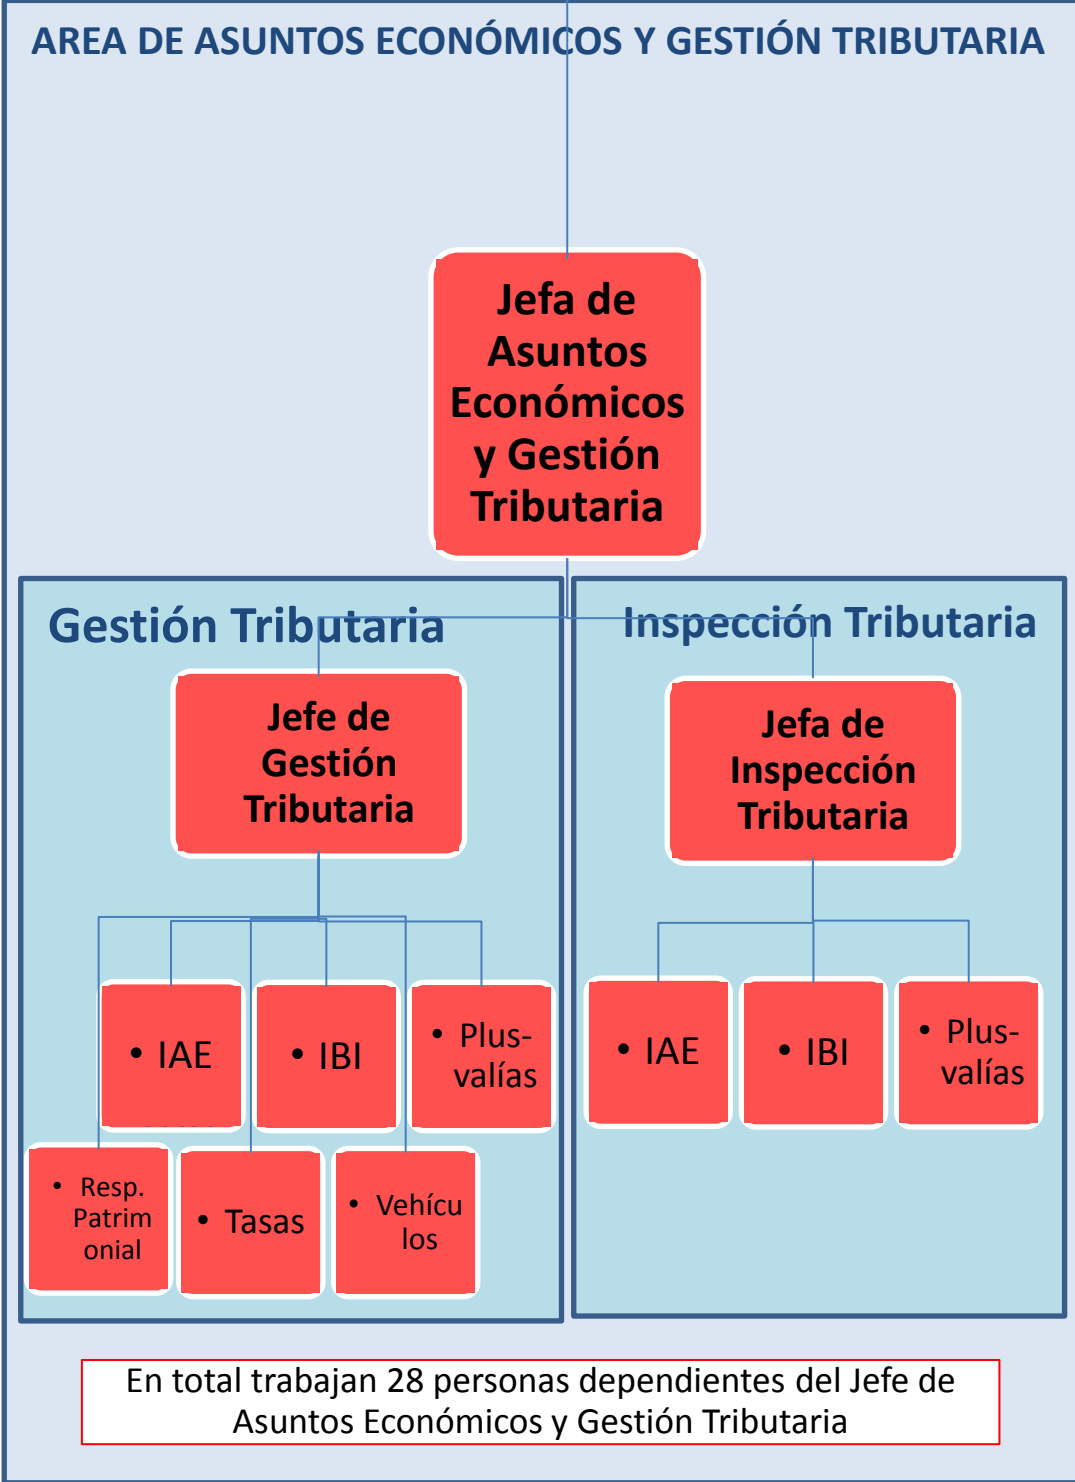 AREA DE ASUNTOS ECONÓMICOS Y GESTIÓN TRIBUTARIA
Jefa de
Asuntos
Económicos
y Gestión
Tributaria
Gestión Tributaria
Jefe de
Gestión
Tributaria
• IAE
• IBI
• Plus-
valías
• Resp.
Patrim
onial
• Tasas
• Vehícu
los
Inspección Tributaria
Jefa de
Inspección
Tributaria
• IAE
• IBI
• Plus-
valías
En total trabajan 28 personas dependientes del Jefe de
Asuntos Económicos y Gestión Tributaria